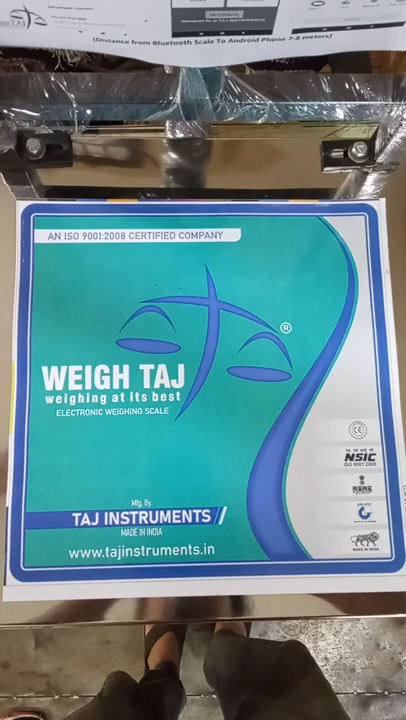 [Distance from Bluetooth Scale To Android Phone 7-8 meters]
AN ISO 9001:2008 CERTIFIED COMPANY
®
WEIGH TAJ
weighing at its best
ELECTRONIC WEIGHING SCALE
CE
NSIC
ISO 9001:2008
Mfg. By.
TAJ INSTRUMENTS
MADE IN INDIA
www.tajinstruments.in
MAKE IN INDIA